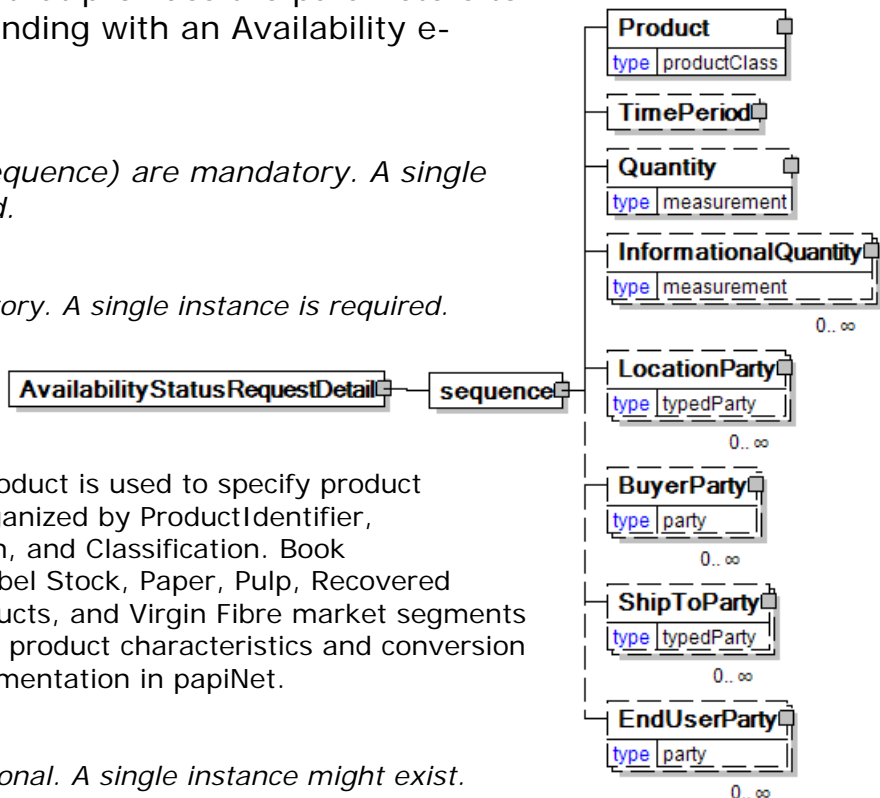 nding with an Availability e-
equence) are mandatory. A single
d.
tory. A single instance is required.
oduct is used to specify product
ganized by ProductIdentifier,
n, and Classification. Book
bel Stock, Paper, Pulp, Recovered
ucts, and Virgin Fibre market segments
product characteristics and conversion
mentation in papiNet.
onal. A single instance might exist.
AvailabilityStatusRequestDetail
sequence
Product
type productClass
TimePeriod
Quantity
type measurement
InformationalQuantity
type measurement
0.. ∞
LocationParty
type typedParty
0.. ∞
BuyerParty
type party
0.. ∞
ShipToParty
type typedParty
0.. ∞
EndUserParty
type party
0.. ∞